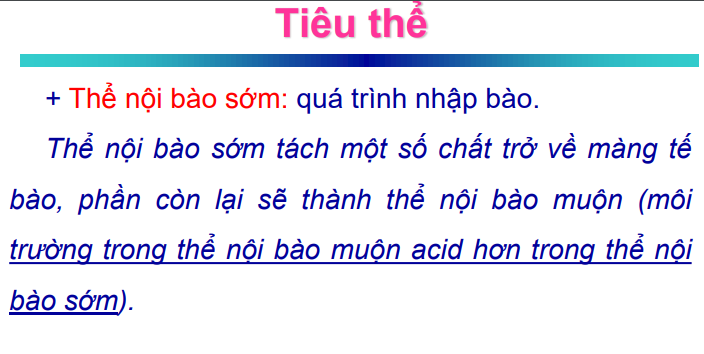 Tiêu thể
+ Thể nội bào sớm: quá trình nhập bào.
Thể nội bào sớm tách một số chất trở về màng tế
bào, phần còn lại sẽ thành thể nội bào muộn (môi
trường trong thể nội bào muộn acid hơn trong thể nội
bào sớm).